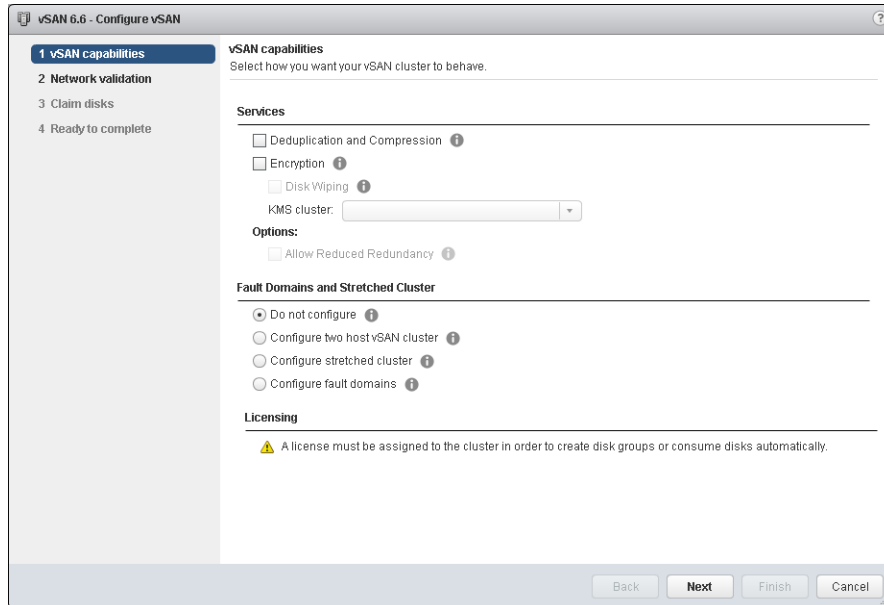 vSAN 6.6 - Configure vSAN
?
1 vSAN capabilities
2 Network validation
3 Claim disks
4 Ready to complete
vSAN capabilities
Select how you want your vSAN cluster to behave.
Services
Deduplication and Compression
Encryption
Disk Wiping
KMS cluster:
Options:
Allow Reduced Redundancy
Fault Domains and Stretched Cluster
Do not configure
Configure two host vSAN cluster
Configure stretched cluster
Configure fault domains
Licensing
A license must be assigned to the cluster in order to create disk groups or consume disks automatically.
Back Next Finish Cancel